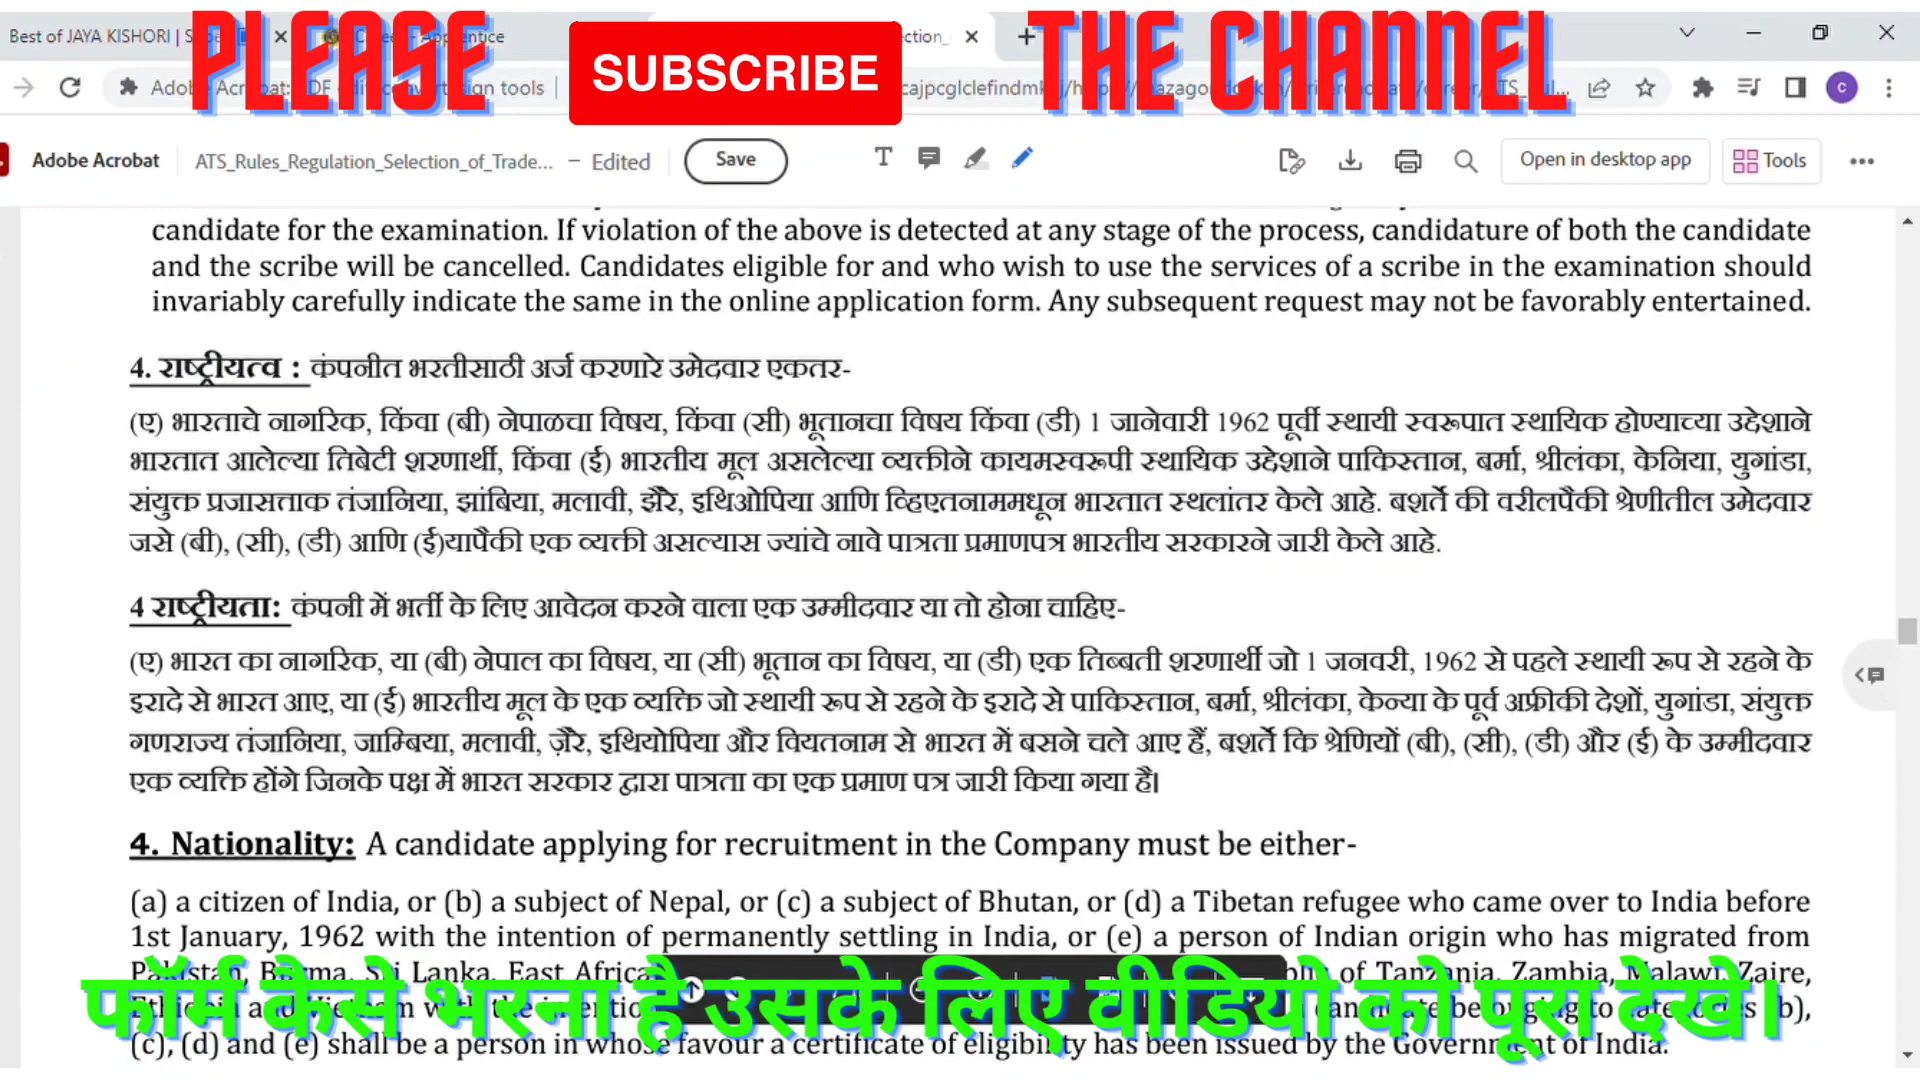 PLEASE SUBSCRIBE THE CHANNEL
Best of JAYA KISHORI |
Adobe Acrobat
ATS_Rules_Regulation_Selection_of_Trade... – Edited
Save
Open in desktop app
Tools
candidate for the examination. If violation of the above is detected at any stage of the process, candidature of both the candidate
and the scribe will be cancelled. Candidates eligible for and who wish to use the services of a scribe in the examination should
invariably carefully indicate the same in the online application form. Any subsequent request may not be favorably entertained.
4. राष्ट्रीयत्व : कंपनीत भरतीसाठी अर्ज करणारे उमेदवार एकतर-
(ए) भारताचे नागरिक, किंवा (बी) नेपाळचा विषय, किंवा (सी) भूतानचा विषय किंवा (डी) 1 जानेवारी 1962 पूर्वी स्थायी स्वरूपात स्थायिक होण्याच्या उद्देशाने
भारतात आलेल्या तिबेटी शरणार्थी, किंवा (ई) भारतीय मूल असलेल्या व्यक्तीने कायमस्वरूपी स्थायिक उद्देशाने पाकिस्तान, बर्मा, श्रीलंका, केनिया, युगांडा,
संयुक्त प्रजासत्ताक तंजानिया, झांबिया, मलावी, झैरे, इथिओपिया आणि व्हिएतनाममधून भारतात स्थलांतर केले आहे. बशर्ते की वरीलपैकी श्रेणीतील उमेदवार
जसे (बी), (सी), (डी) आणि (ई)यापैकी एक व्यक्ती असल्यास ज्यांचे नावे पात्रता प्रमाणपत्र भारतीय सरकारने जारी केले आहे.
4 राष्ट्रीयता: कंपनी में भर्ती के लिए आवेदन करने वाला एक उम्मीदवार या तो होना चाहिए-
(ए) भारत का नागरिक, या (बी) नेपाल का विषय, या (सी) भूतान का विषय, या (डी) एक तिब्बती शरणार्थी जो 1 जनवरी, 1962 से पहले स्थायी रूप से रहने के
इरादे से भारत आए, या (ई) भारतीय मूल के एक व्यक्ति जो स्थायी रूप से रहने के इरादे से पाकिस्तान, बर्मा, श्रीलंका, केन्या के पूर्व अफ्रीकी देशों, युगांडा, संयुक्त
गणराज्य तंजानिया, जाम्बिया, मलावी, ज़ैरे, इथियोपिया और वियतनाम से भारत में बसने चले आए हैं, बशर्ते कि श्रेणियों (बी), (सी), (डी) और (ई) के उम्मीदवार
एक व्यक्ति होंगे जिनके पक्ष में भारत सरकार द्वारा पात्रता का एक प्रमाण पत्र जारी किया गया है।
4. Nationality: A candidate applying for recruitment in the Company must be either-
(a) a citizen of India, or (b) a subject of Nepal, or (c) a subject of Bhutan, or (d) a Tibetan refugee who came over to India before
1st January, 1962 with the intention of permanently settling in India, or (e) a person of Indian origin who has migrated from
Pakistan, Burma, Sri Lanka, East of Tanzania, Zambia, Malawi, Zaire,
फॉर्म कैसे भरना है उसके लिए वीडियो को पूरा देखे।
(c), (d) and (e) shall be a person in whose favour a certificate of eligibility has been issued by the Government of India.